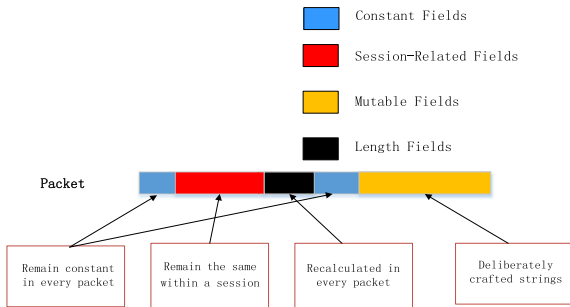 Constant Fields
Session-Related Fields
Mutable Fields
Length Fields
Packet
Remain constant
in every packet
Remain the same
within a session
Recalculated in
every packet
Deliberately
crafted strings